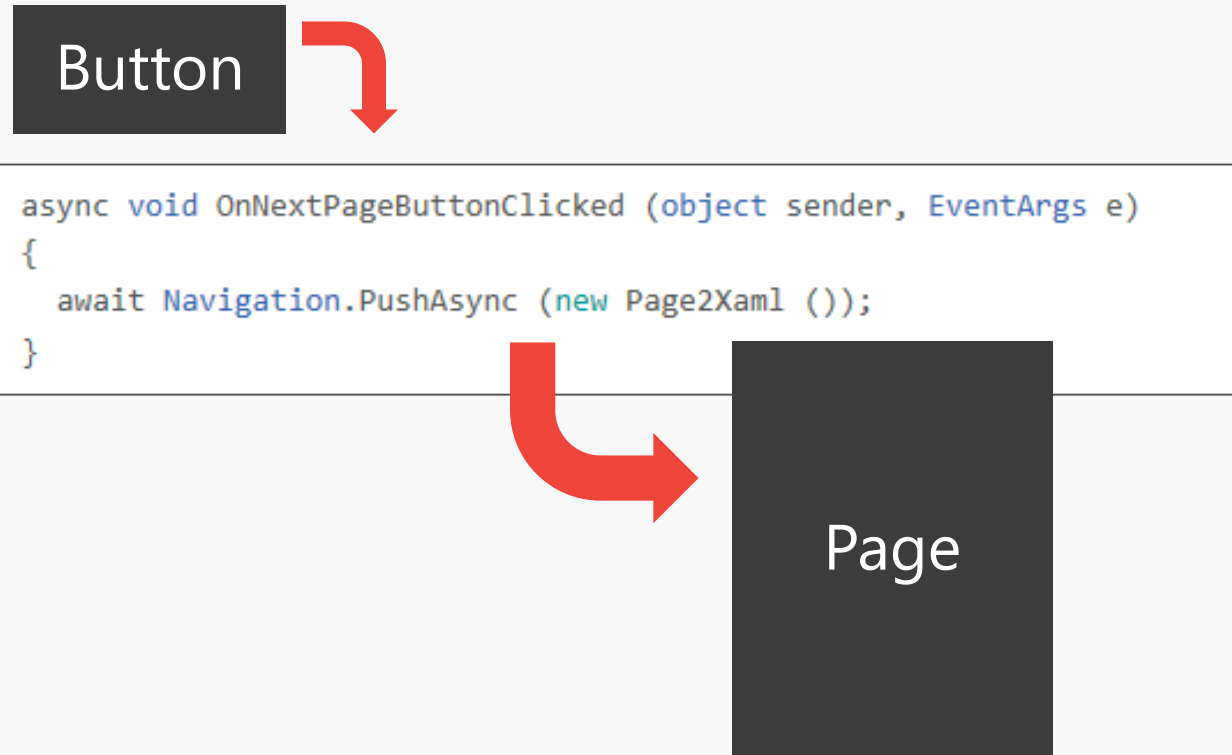 Button
async void OnNextPageButtonClicked (object sender, EventArgs e)
{
  await Navigation.PushAsync (new Page2Xaml ());
}
Page